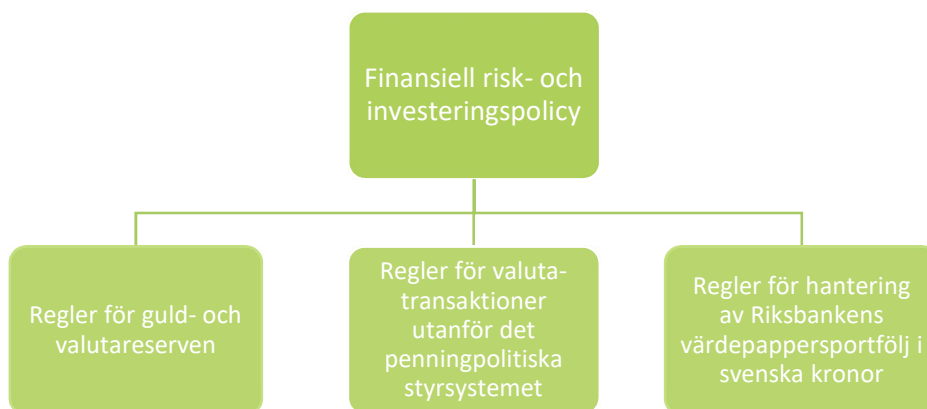 Finansiell risk- och
investeringspolicy
Regler för guld- och
valutareserven
Regler för valuta-
transaktioner
utanför det
penningpolitiska
styrsystemet
Regler för hantering
av Riksbankens
värdepappersportfölj i
svenska kronor